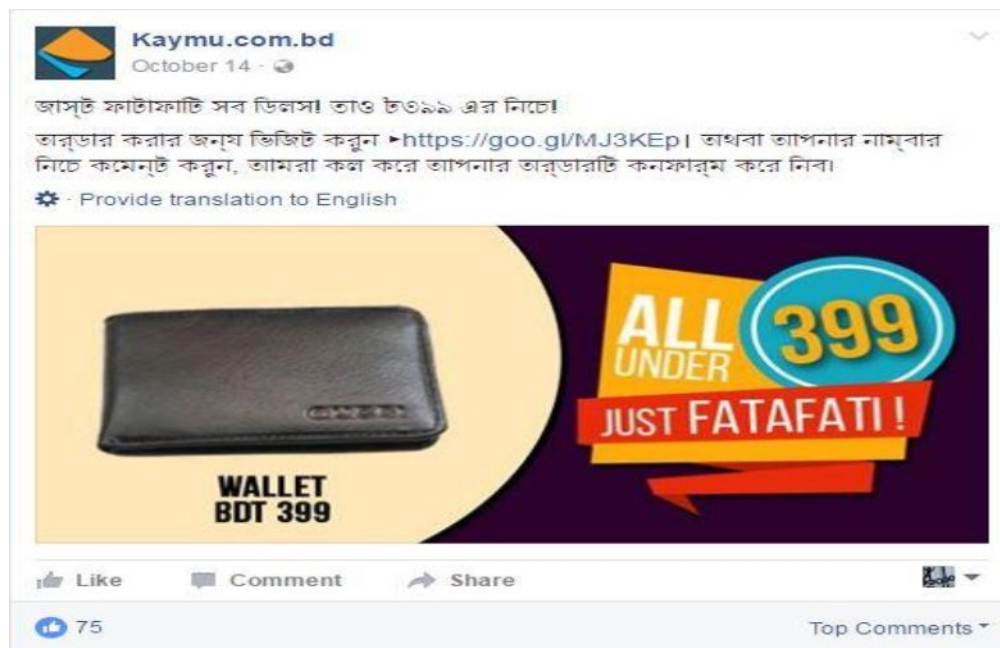 Kaymu.com.bd
October 14
জাস্ট ফাটাফাটি সব ডিলস! তাও ট৩৯৯ এর নিচে!
অর্ডার করার জন্য ভিজিট করুন ►https://goo.gl/MJ3KEp। অথবা আপনার নাম্বার
নিচে কমেন্ট করুন, আমরা কল করে আপনার অর্ডারটি কনফার্ম করে নিব।
Provide translation to English
ALL
UNDER
399
JUST FATAFATI !
WALLET
BDT 399
Like Comment Share
75
Top Comments